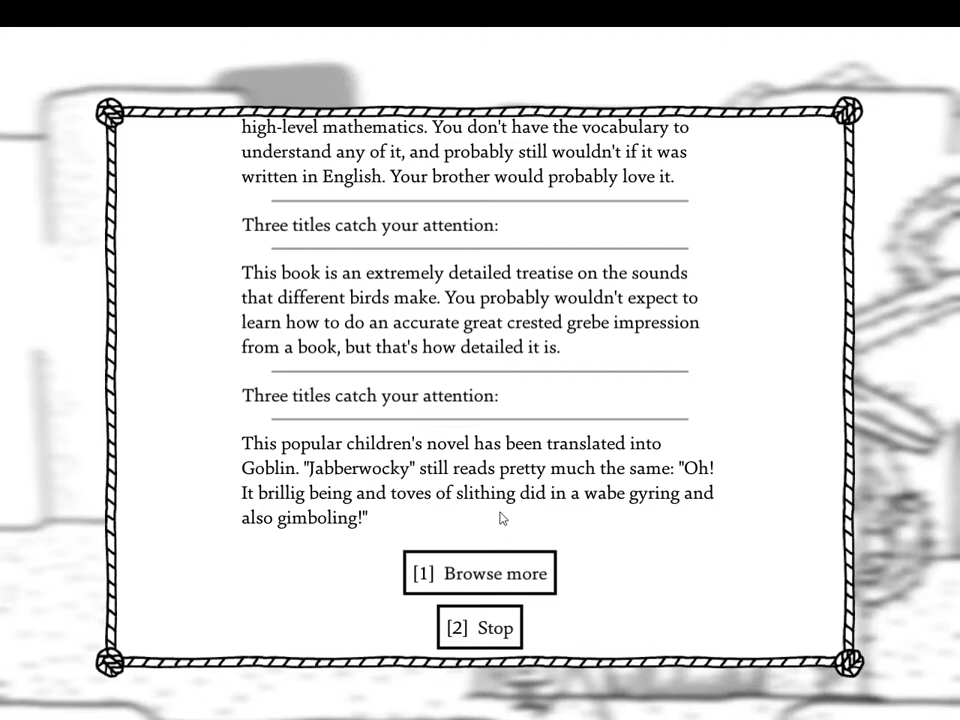 high-level mathematics. You don't have the vocabulary to
understand any of it, and probably still wouldn't if it was
written in English. Your brother would probably love it.
Three titles catch your attention:
This book is an extremely detailed treatise on the sounds
that different birds make. You probably wouldn't expect to
learn how to do an accurate great crested grebe impression
from a book, but that's how detailed it is.
Three titles catch your attention:
This popular children's novel has been translated into
Goblin. "Jabberwocky" still reads pretty much the same: "Oh!
It brillig being and toves of slithing did in a wabe gyring and
also gimboling!"
[1] Browse more
[2] Stop